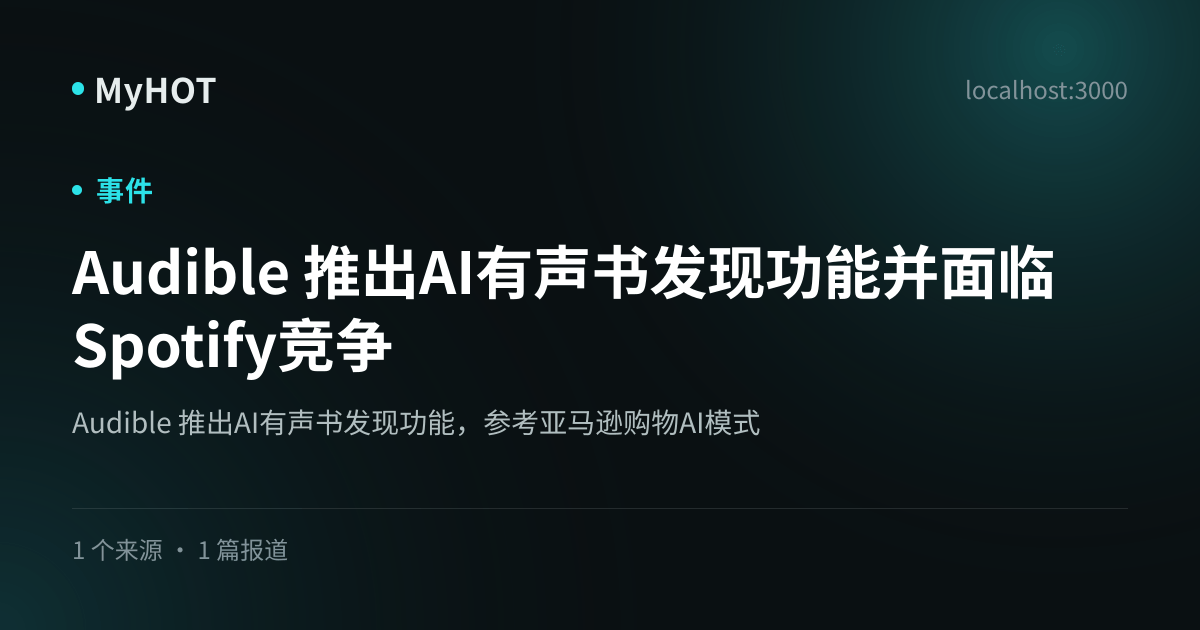 MyHOT
localhost:3000
事件
Audible 推出AI有声书发现功能并面临
Spotify竞争
Audible 推出AI有声书发现功能，参考亚马逊购物AI模式
1 个来源 · 1 篇报道